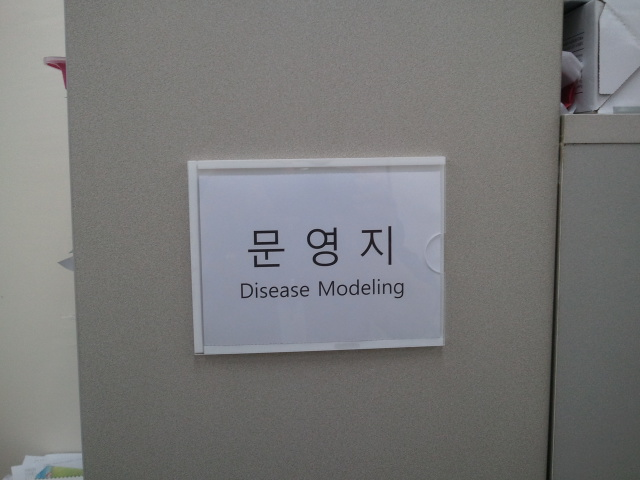 문 영 지
Disease Modeling